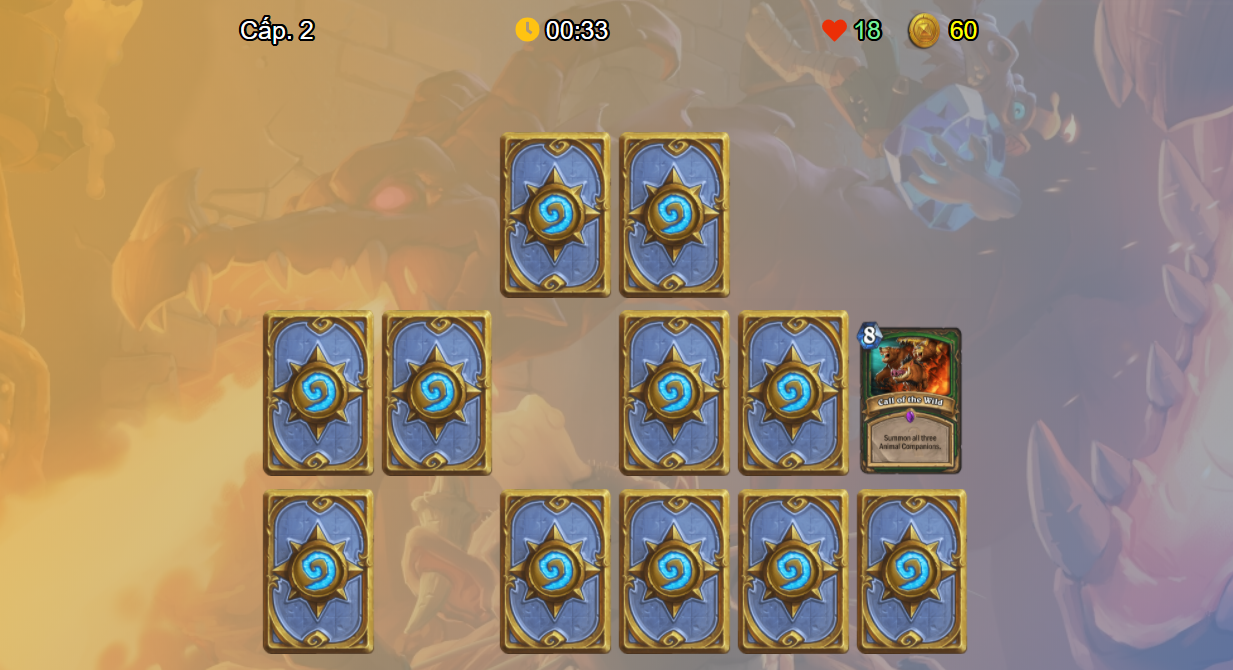 Cấp. 2
00:33
18
60
8
Call of the Wild
Summon all three
Animal Companions.